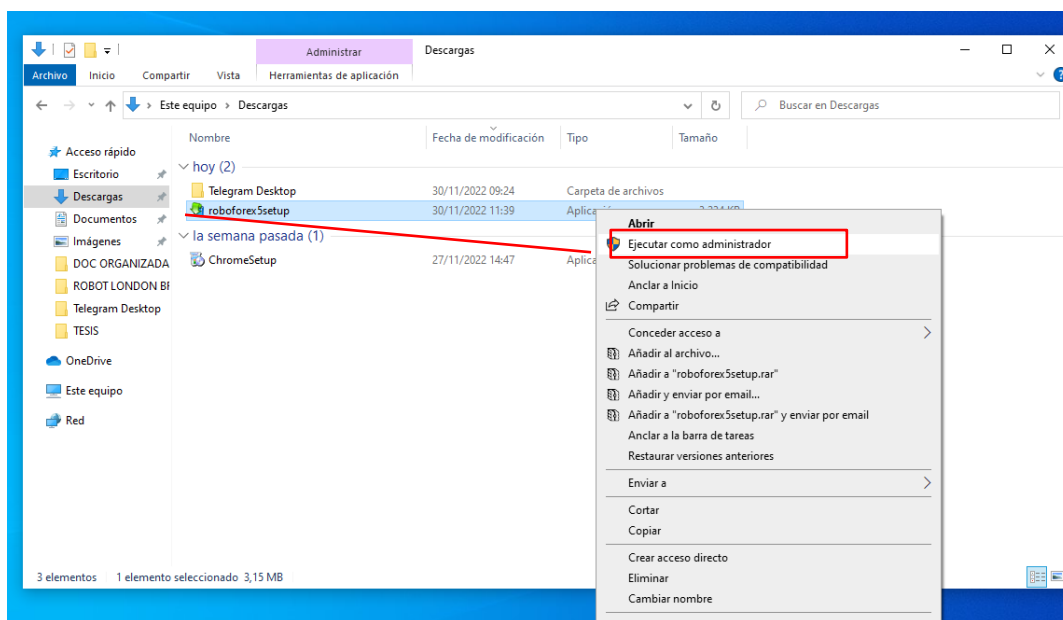 Administrar
Descargas
Archivo
Inicio
Compartir
Vista
Herramientas de aplicación
Este equipo
Descargas
Buscar en Descargas
Nombre
Fecha de modificación
Tipo
Tamaño
Acceso rápido
Escritorio
Descargas
Documentos
Imágenes
DOC ORGANIZADA
ROBOT LONDON
Telegram Desktop
TESIS
OneDrive
Este equipo
Red
hoy (2)
Telegram Desktop 30/11/2022 09:24 Carpeta de archivos
roboforex5setup 30/11/2022 11:39
la semana pasada (1)
ChromeSetup 27/11/2022 14:47
Abrir
Ejecutar como administrador
Solucionar problemas de compatibilidad
Anclar a Inicio
Compartir
Conceder acceso a
Añadir al archivo...
Añadir a "roboforex5setup.rar"
Añadir y enviar por email...
Añadir a "roboforex5setup.rar" y enviar por email
Anclar a la barra de tareas
Restaurar versiones anteriores
Enviar a
Cortar
Copiar
Crear acceso directo
Eliminar
Cambiar nombre
3 elementos
1 elemento seleccionado 3,15 MB